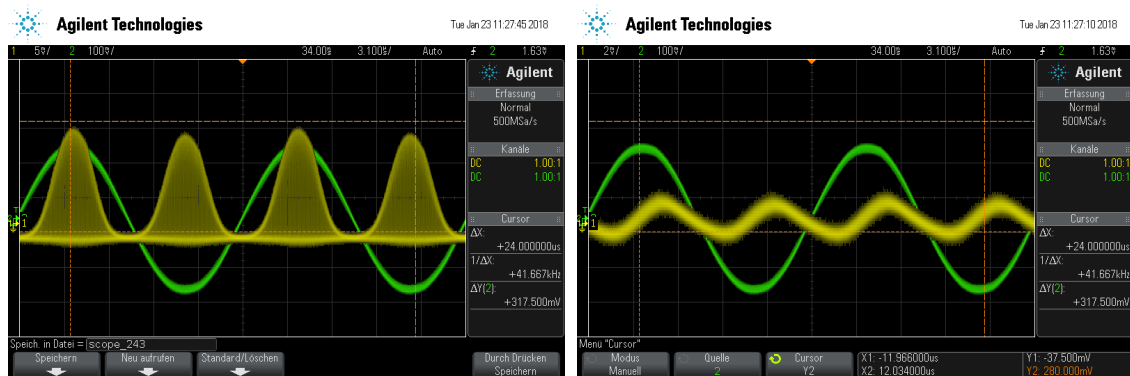 Agilent Technologies
Tue Jan 23 11:27:45 2018
1 5V/ 2 100V/ 34.00s 3.100s/ Auto 2 1.63V
Agilent
Erfassung
Normal
500MSa/s
Kanäle
DC 1.00:1
DC 1.00:1
Cursor
ΔX:
+24.000000us
1/ΔX:
+41.667kHz
ΔY(2):
+317.500mV
Speich. in Datei = scope_243
Speichern
Neu aufrufen
Standard/Löschen
Durch Drücken
Speichern
Agilent Technologies
Tue Jan 23 11:27:10 2018
1 2V/ 2 100V/ 34.00s 3.100s/ Auto 2 1.63V
Agilent
Erfassung
Normal
500MSa/s
Kanäle
DC 1.00:1
DC 1.00:1
Cursor
ΔX:
+24.000000us
1/ΔX:
+41.667kHz
ΔY(2):
+317.500mV
Menü "Cursor"
Modus
Manuell
Quelle
2
Cursor
Y2
X1: -11.966000us
X2: 12.034000us
Y1: -37.500mV
Y2: 280.000mV